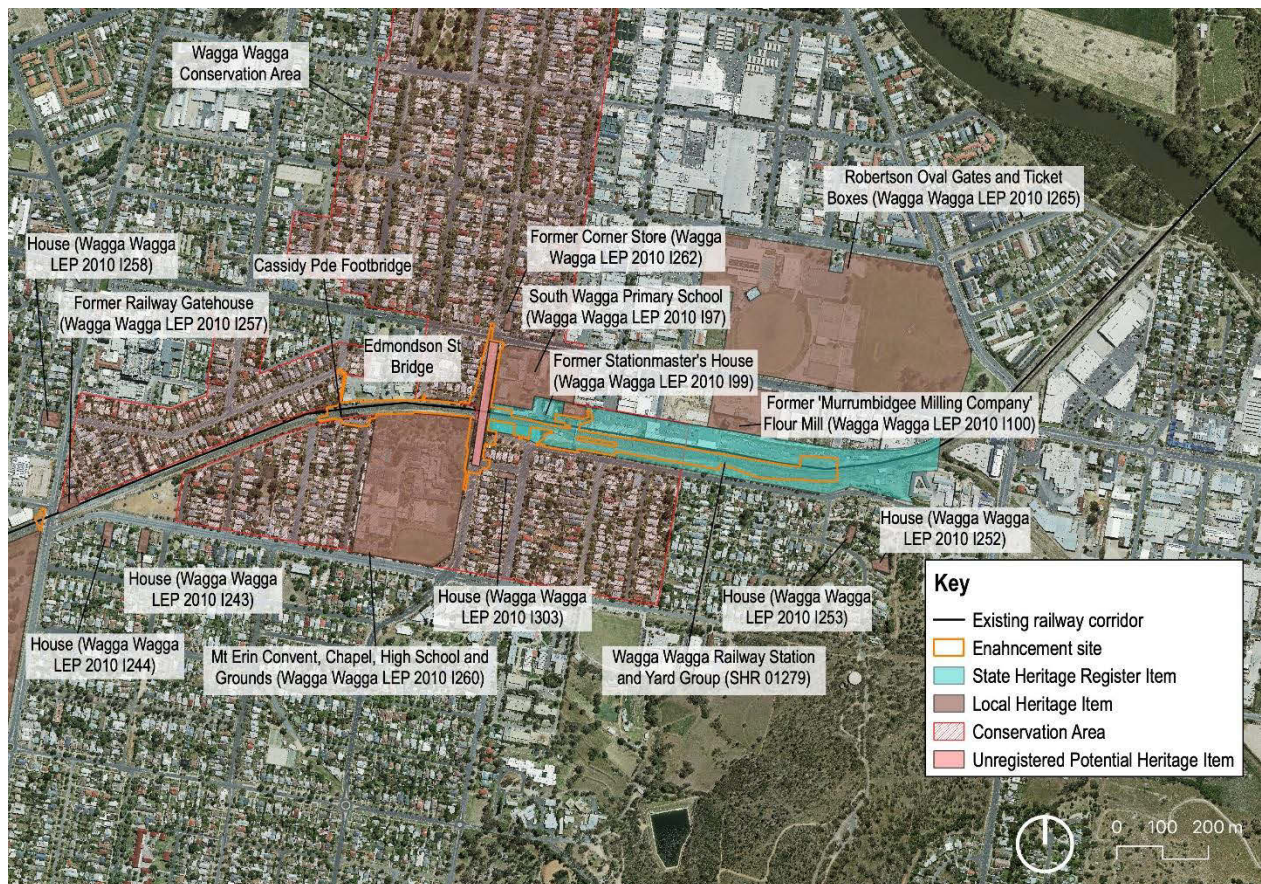 Wagga Wagga
Conservation Area
Robertson Oval Gates and Ticket
Boxes (Wagga Wagga LEP 2010 I265)
House (Wagga Wagga
LEP 2010 I258)
Cassidy Pde Footbridge
Former Corner Store (Wagga
Wagga LEP 2010 I262)
Former Railway Gatehouse
(Wagga Wagga LEP 2010 I257)
South Wagga Primary School
(Wagga Wagga LEP 2010 I97)
Edmondson St
Bridge
Former Stationmaster's House
(Wagga Wagga LEP 2010 I99)
Former 'Murrumbidgee Milling Company'
Flour Mill (Wagga Wagga LEP 2010 I100)
House (Wagga Wagga
LEP 2010 I252)
House (Wagga Wagga
LEP 2010 I243)
House (Wagga Wagga
LEP 2010 I303)
House (Wagga Wagga
LEP 2010 I253)
House (Wagga Wagga
LEP 2010 I244)
Mt Erin Convent, Chapel, High School and
Grounds (Wagga Wagga LEP 2010 I260)
Wagga Wagga Railway Station
and Yard Group (SHR 01279)
Key
Existing railway corridor
Enahncement site
State Heritage Register Item
Local Heritage Item
Conservation Area
Unregistered Potential Heritage Item
0 100 200 m